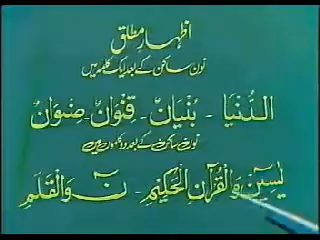 اظہارِ مطلق
نون ساکن کے بعد ایک کلمہ میں
الدُّنْيَا - بُنْيَانٌ - قِنْوَانٌ - صِنْوَانٌ
نون ساکن کے بعد دو کلموں میں
يٰسٓ وَالْقُرْآنِ الْحَكِيْمِ - نٓ وَالْقَلَمِ